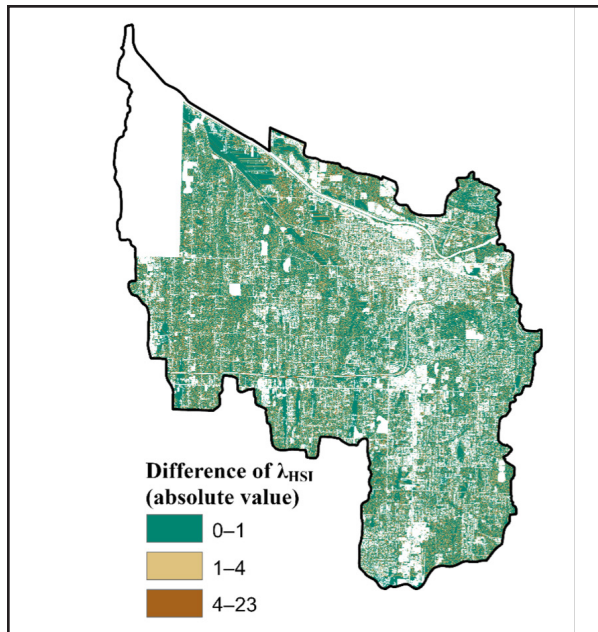 Difference of λHSI
(absolute value)
0–1
1–4
4–23